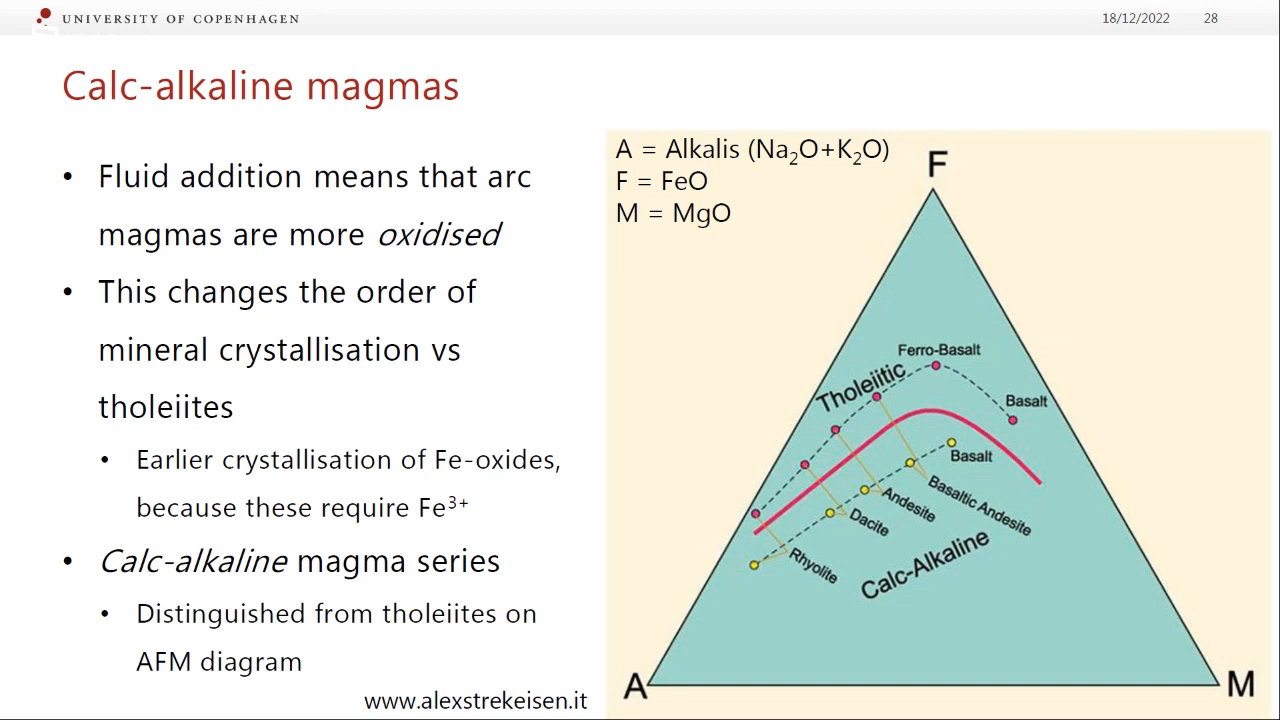 UNIVERSITY OF COPENHAGEN
18/12/2022 28
Calc-alkaline magmas
• Fluid addition means that arc
magmas are more oxidised
• This changes the order of
mineral crystallisation vs
tholeiites
• Earlier crystallisation of Fe-oxides,
because these require Fe³⁺
• Calc-alkaline magma series
• Distinguished from tholeiites on
AFM diagram
www.alexstrekeisen.it
A = Alkalis (Na₂O+K₂O)
F = FeO
M = MgO
F
Ferro-Basalt
Tholeiitic
Basalt
Basalt
Basaltic Andesite
Andesite
Dacite
Rhyolite
Calc-Alkaline
A
M